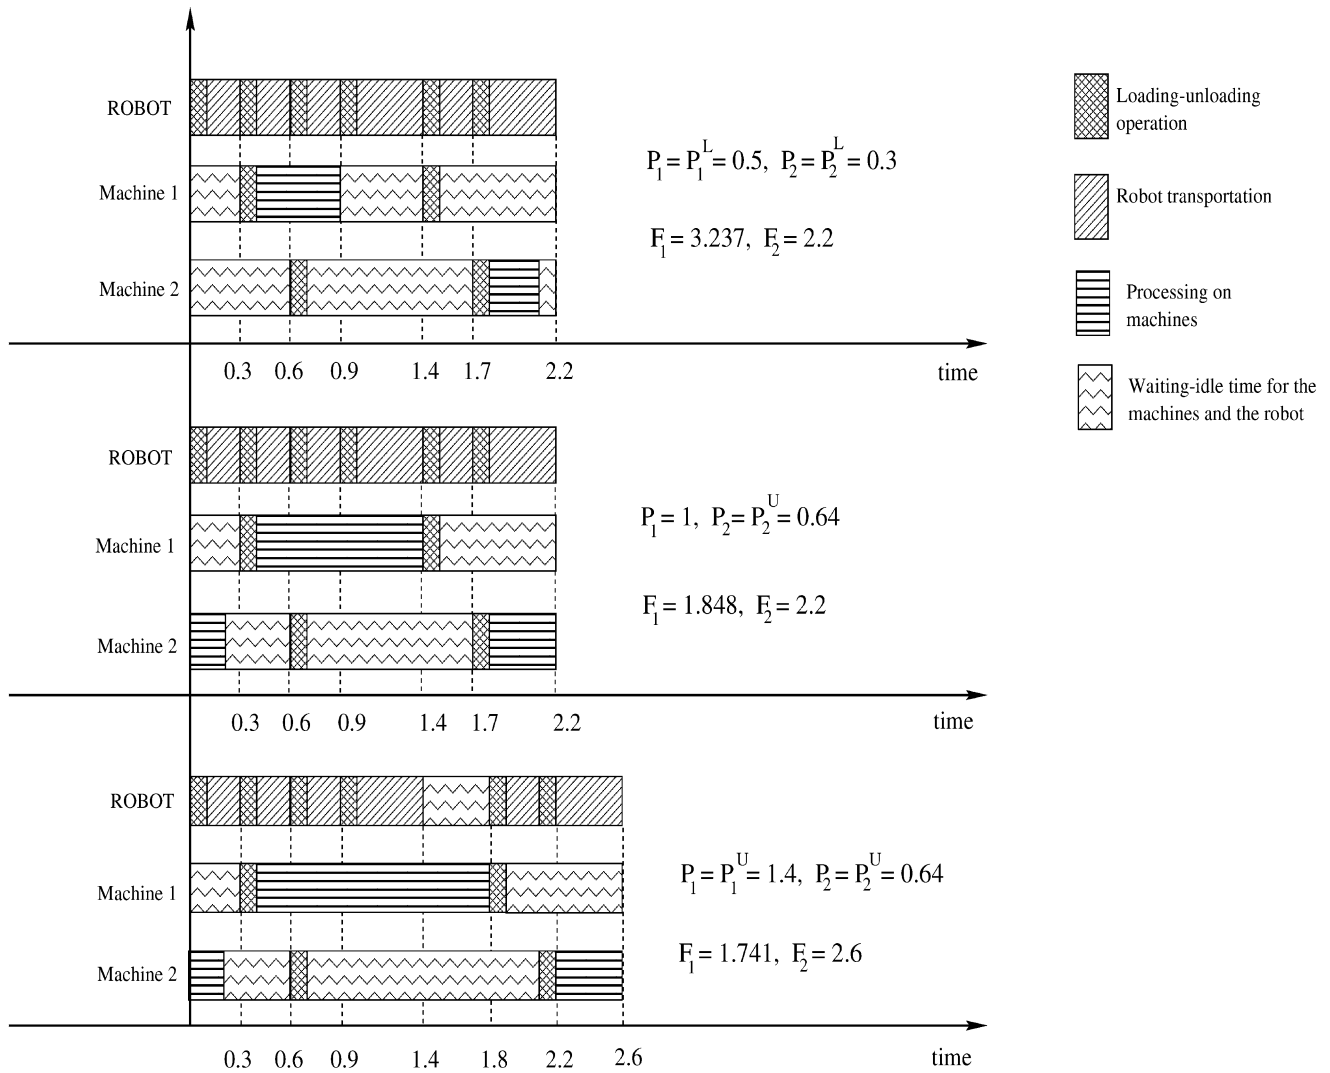 ROBOT
Machine 1
Machine 2
P₁ = P₁ᴸ = 0.5, P₂ = P₂ᴸ = 0.3
F₁ = 3.237, F₂ = 2.2
0.3 0.6 0.9 1.4 1.7 2.2 time
Loading-unloading
operation
Robot transportation
Processing on
machines
Waiting-idle time for the
machines and the robot
ROBOT
Machine 1
Machine 2
P₁ = 1, P₂ = P₂ᵁ = 0.64
F₁ = 1.848, F₂ = 2.2
0.3 0.6 0.9 1.4 1.7 2.2 time
ROBOT
Machine 1
Machine 2
P₁ = P₁ᵁ = 1.4, P₂ = P₂ᵁ = 0.64
F₁ = 1.741, F₂ = 2.6
0.3 0.6 0.9 1.4 1.8 2.2 2.6 time